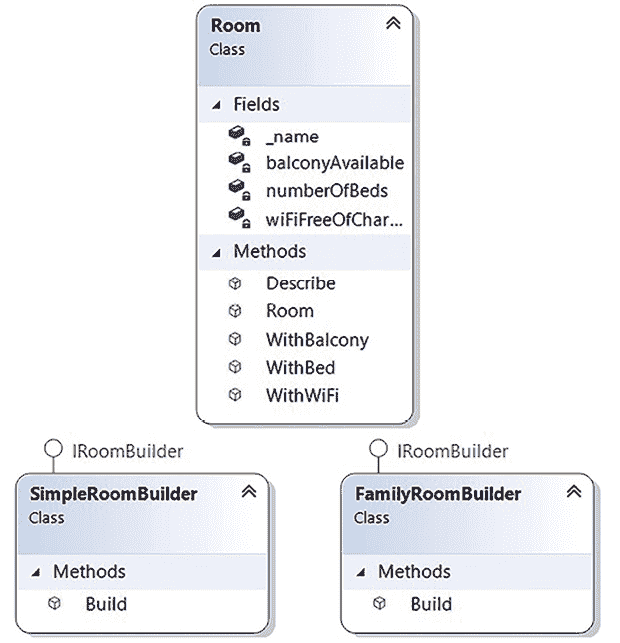 Room
Class
Fields
_name
balconyAvailable
numberOfBeds
wiFiFreeOfChar...
Methods
Describe
Room
WithBalcony
WithBed
WithWiFi
IRoomBuilder
SimpleRoomBuilder
Class
Methods
Build
IRoomBuilder
FamilyRoomBuilder
Class
Methods
Build